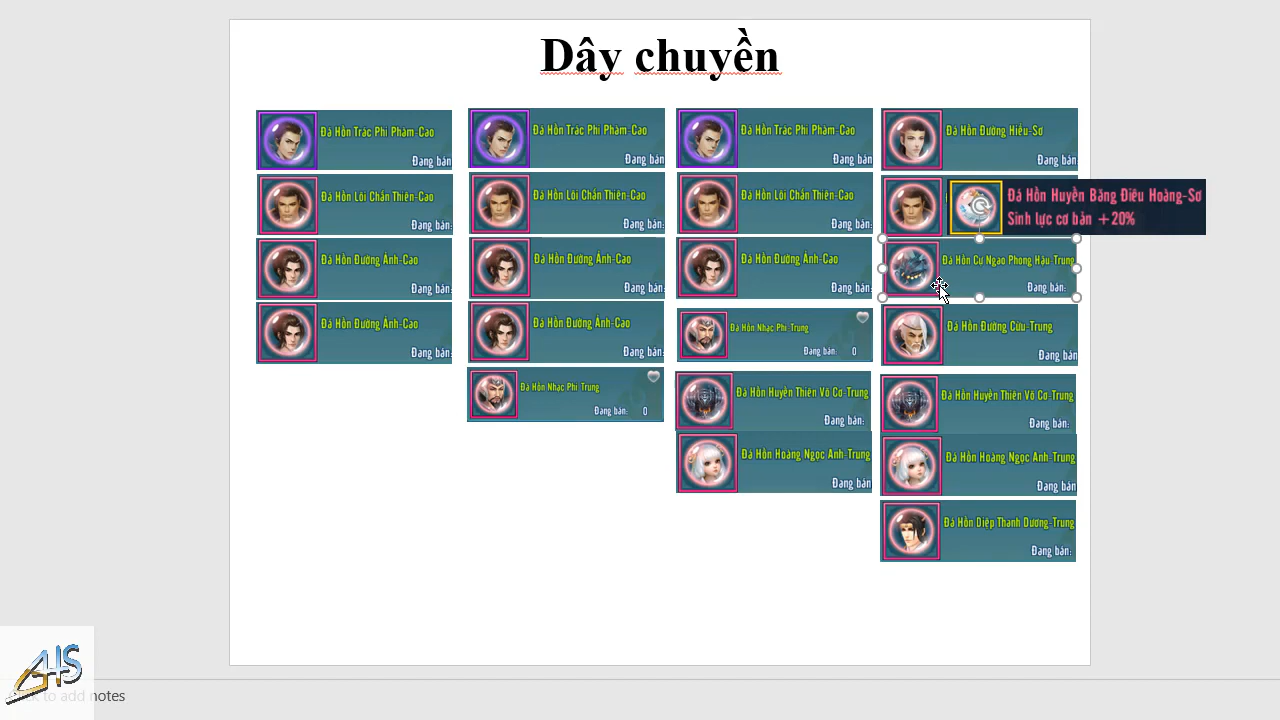 Dây chuyền
Đá Hồn Trác Phi Phàm-Cao
Đang bán
Đá Hồn Lôi Chấn Thiên-Cao
Đang bán:
Đá Hồn Đường Ảnh-Cao
Đang bán:
Đá Hồn Đường Ảnh-Cao
Đang bán:
Đá Hồn Trác Phi Phàm-Cao
Đang bán
Đá Hồn Lôi Chấn Thiên-Cao
Đang bán:
Đá Hồn Đường Ảnh-Cao
Đang bán:
Đá Hồn Đường Ảnh-Cao
Đang bán:
Đá Hồn Nhạc Phi-Trung
Đang bán: 0
Đá Hồn Trác Phi Phàm-Cao
Đang bán
Đá Hồn Lôi Chấn Thiên-Cao
Đang bán:
Đá Hồn Đường Ảnh-Cao
Đang bán:
Đá Hồn Nhạc Phi-Trung
Đang bán: 0
Đá Hồn Huyền Thiên Võ Cơ-Trung
Đang bán:
Đá Hồn Hoàng Ngọc Anh-Trung
Đang bán
Đá Hồn Đường Hiểu-Sơ
Đang bán
Đá Hồn Huyền Băng Điêu Hoàng-Sơ
Sinh lực cơ bản +20%
Đá Hồn Cự Ngao Phong Hậu-Trung
Đang bán:
Đá Hồn Đường Cửu-Trung
Đang bán
Đá Hồn Huyền Thiên Võ Cơ-Trung
Đang bán:
Đá Hồn Hoàng Ngọc Anh-Trung
Đang bán
Đá Hồn Diệp Thanh Dương-Trung
Đang bán:
AHS
to add notes